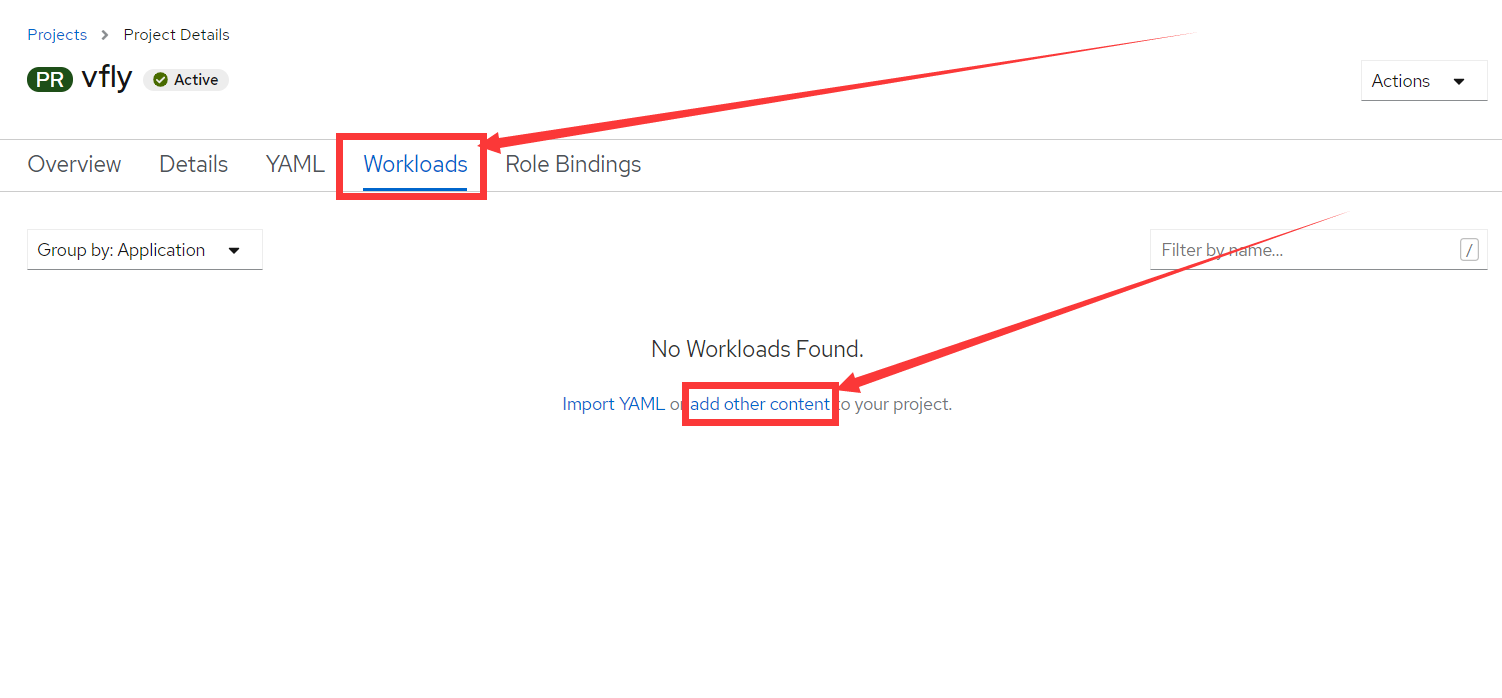 Projects > Project Details
PR vfly Active
Actions
Overview Details YAML Workloads Role Bindings
Group by: Application
Filter by name... /
No Workloads Found.
Import YAML or add other content to your project.